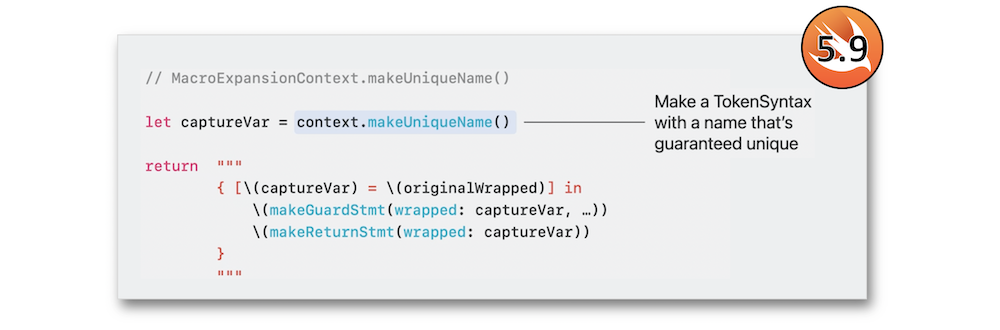 5.9
// MacroExpansionContext.makeUniqueName()
let captureVar = context.makeUniqueName()
Make a TokenSyntax
with a name that's
guaranteed unique
return """
{ [\(captureVar) = \(originalWrapped)] in
\(makeGuardStmt(wrapped: captureVar, …))
\(makeReturnStmt(wrapped: captureVar))
}
"""